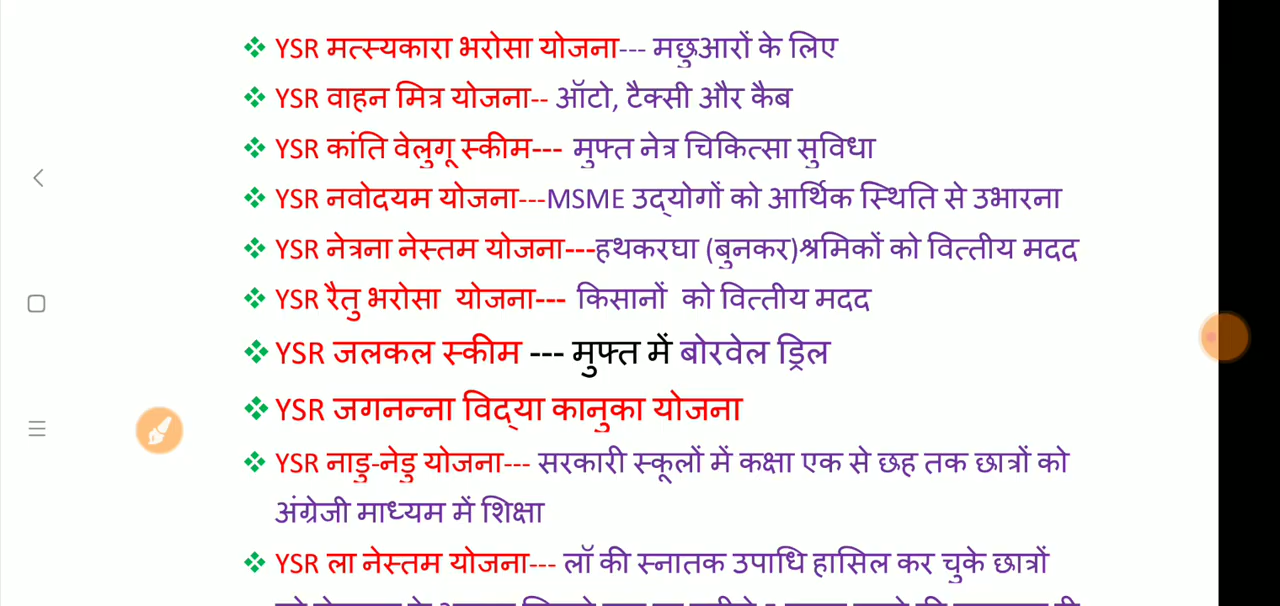 ❖ YSR मत्स्यकारा भरोसा योजना--- मछुआरों के लिए
❖ YSR वाहन मित्र योजना-- ऑटो, टैक्सी और कैब
❖ YSR कांति वेलुगू स्कीम--- मुफ्त नेत्र चिकित्सा सुविधा
❖ YSR नवोदयम योजना---MSME उद्योगों को आर्थिक स्थिति से उभारना
❖ YSR नेत्रना नेस्तम योजना---हथकरघा (बुनकर)श्रमिकों को वित्तीय मदद
❖ YSR रैतु भरोसा योजना--- किसानों को वित्तीय मदद
❖ YSR जलकल स्कीम --- मुफ्त में बोरवेल ड्रिल
❖ YSR जगनन्ना विद्या कानुका योजना
❖ YSR नाडु-नेडु योजना--- सरकारी स्कूलों में कक्षा एक से छह तक छात्रों को
अंग्रेजी माध्यम में शिक्षा
❖ YSR ला नेस्तम योजना--- लॉ की स्नातक उपाधि हासिल कर चुके छात्रों